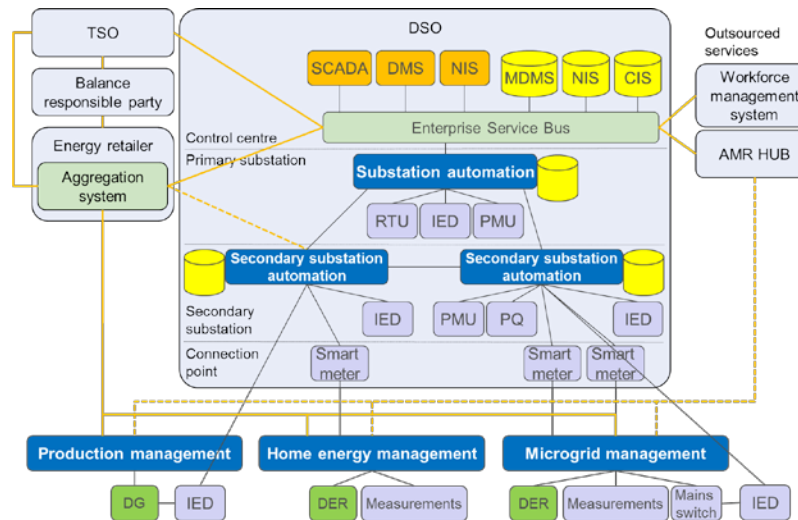 TSO
DSO
Outsourced
services
Balance
responsible party
SCADA
DMS
NIS
MDMS
NIS
CIS
Workforce
management
system
Energy retailer
Control centre
Enterprise Service Bus
Primary substation
AMR HUB
Aggregation
system
Substation automation
RTU
IED
PMU
Secondary substation
automation
Secondary substation
automation
Secondary
substation
IED
PMU
PQ
IED
Connection
point
Smart
meter
Smart
meter
Smart
meter
Production management
Home energy management
Microgrid management
DG
IED
DER
Measurements
DER
Measurements
Mains
switch
IED